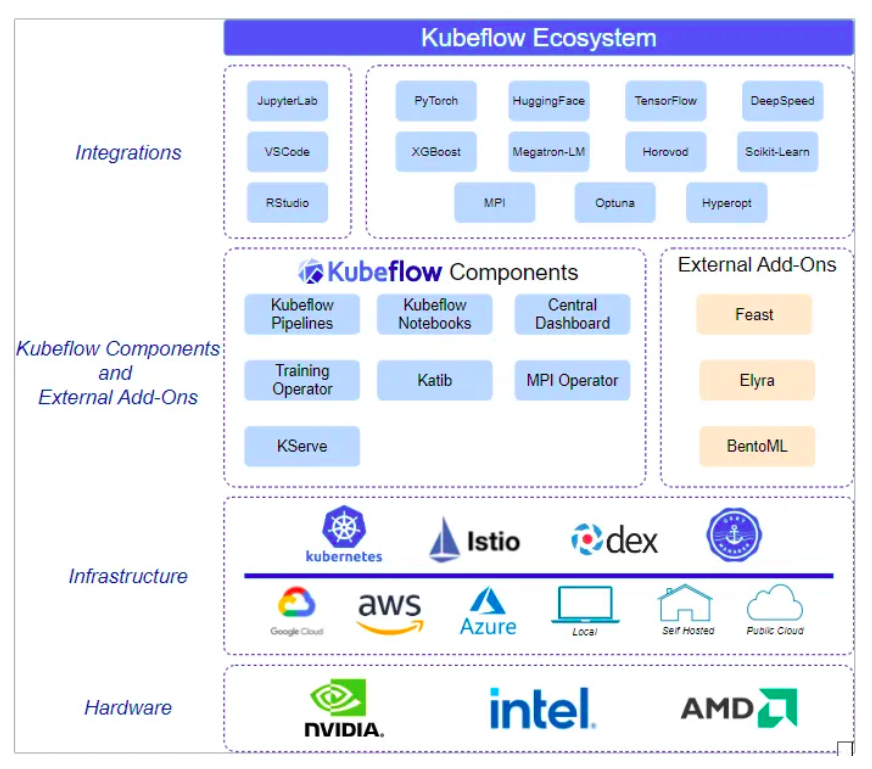 Kubeflow Ecosystem
Integrations
JupyterLab
VSCode
RStudio
PyTorch
HuggingFace
TensorFlow
DeepSpeed
XGBoost
Megatron-LM
Horovod
Scikit-Learn
MPI
Optuna
Hyperopt
Kubeflow Components
and
External Add-Ons
Kubeflow Components
Kubeflow
Pipelines
Kubeflow
Notebooks
Central
Dashboard
Training
Operator
Katib
MPI Operator
KServe
External Add-Ons
Feast
Elyra
BentoML
Infrastructure
kubernetes
Istio
dex
Google Cloud
aws
Azure
Local
Self Hosted
Public Cloud
Hardware
NVIDIA.
intel.
AMD